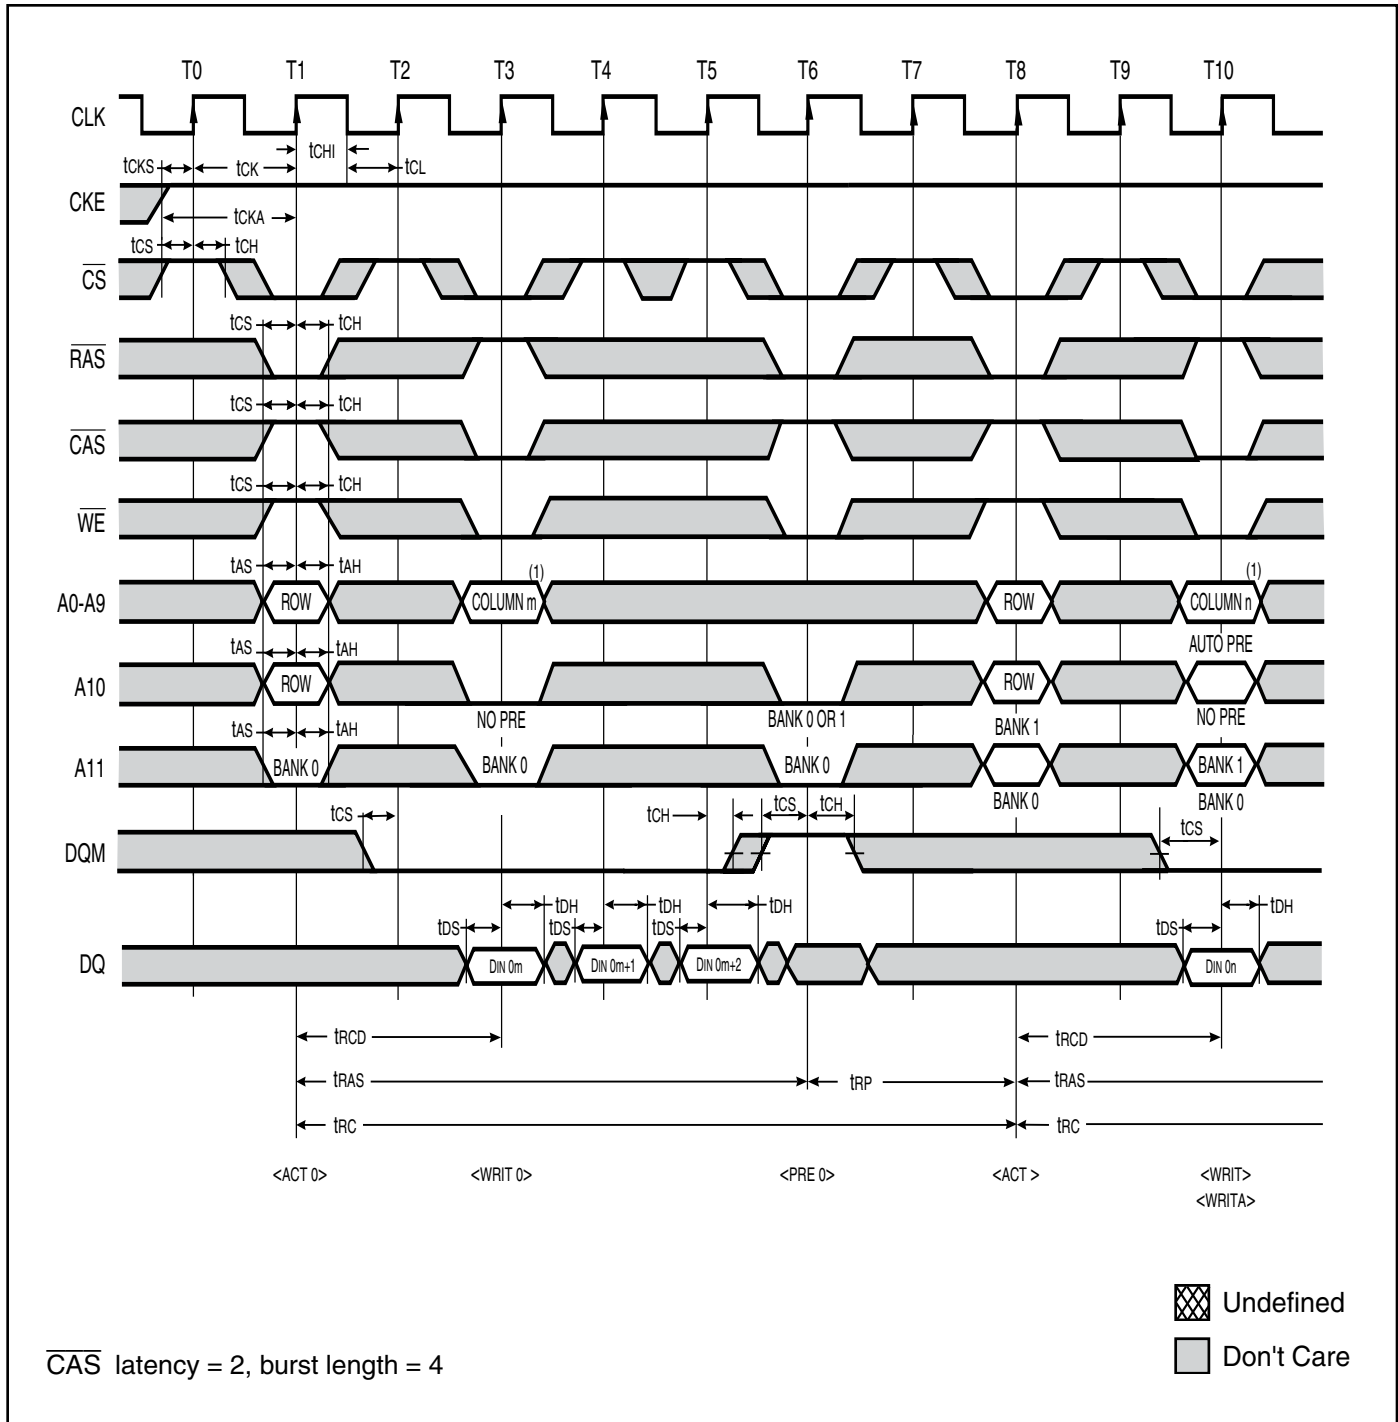 T0 T1 T2 T3 T4 T5 T6 T7 T8 T9 T10
CLK
tCHI
tCKS tCK tCL
CKE
tCKA
tCS tCH
CS
tCS tCH
RAS
tCS tCH
CAS
tCS tCH
WE
tAS tAH (1) (1)
A0-A9 ROW COLUMN m ROW COLUMN n
tAS tAH AUTO PRE
A10 ROW ROW
NO PRE BANK 0 OR 1 BANK 1 NO PRE
tAS tAH
A11 BANK 0 BANK 0 BANK 0 BANK 1
BANK 0 BANK 0
tCS tCH tCS tCH tCS
DQM
tDH tDH tDH tDH
tDS tDS tDS tDS
DQ DIN 0m DIN 0m+1 DIN 0m+2 DIN 0n
tRCD tRCD
tRAS tRP tRAS
tRC tRC
<ACT 0> <WRIT 0> <PRE 0> <ACT > <WRIT>
<WRITA>
Undefined
Don't Care
CAS latency = 2, burst length = 4